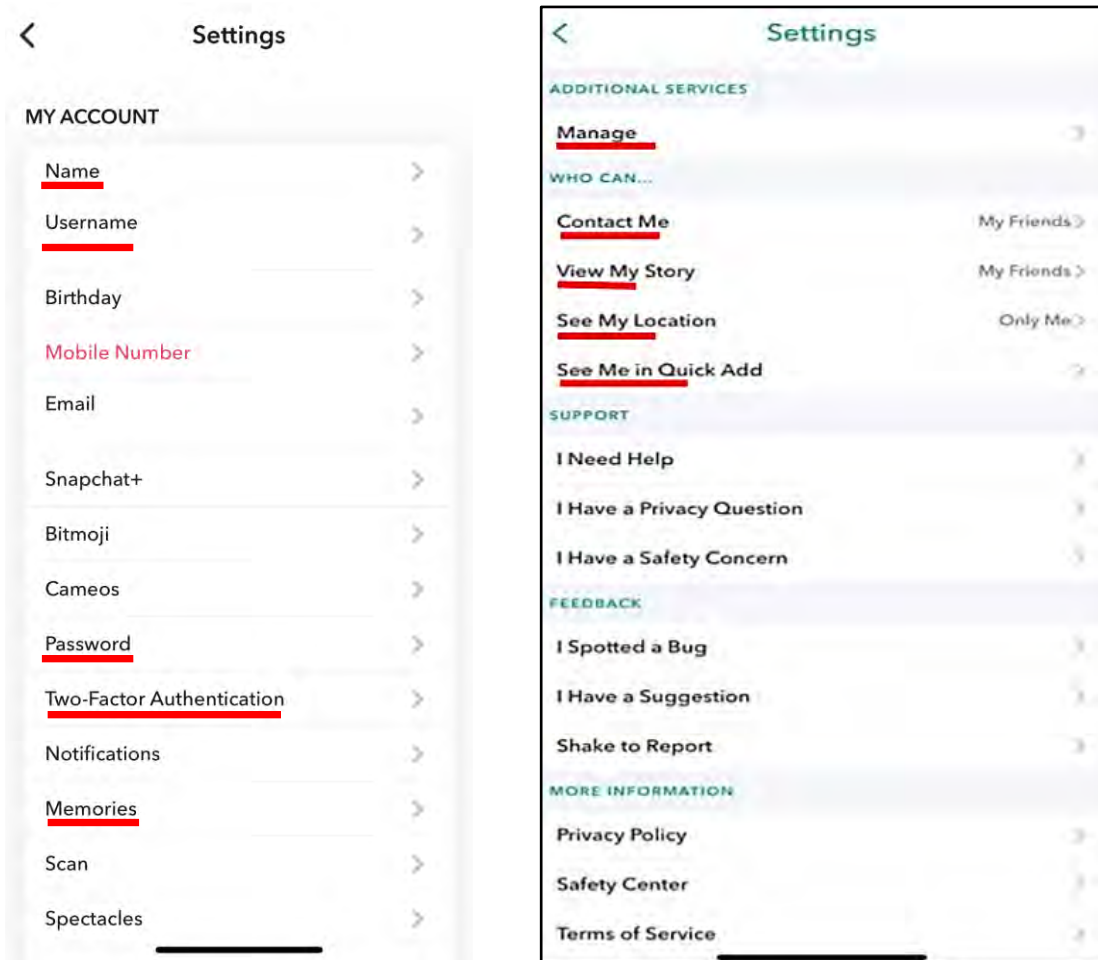 Settings
MY ACCOUNT
Name
Username
Birthday
Mobile Number
Email
Snapchat+
Bitmoji
Cameos
Password
Two-Factor Authentication
Notifications
Memories
Scan
Spectacles
Settings
ADDITIONAL SERVICES
Manage
WHO CAN...
Contact Me My Friends
View My Story My Friends
See My Location Only Me
See Me in Quick Add
SUPPORT
I Need Help
I Have a Privacy Question
I Have a Safety Concern
FEEDBACK
I Spotted a Bug
I Have a Suggestion
Shake to Report
MORE INFORMATION
Privacy Policy
Safety Center
Terms of Service